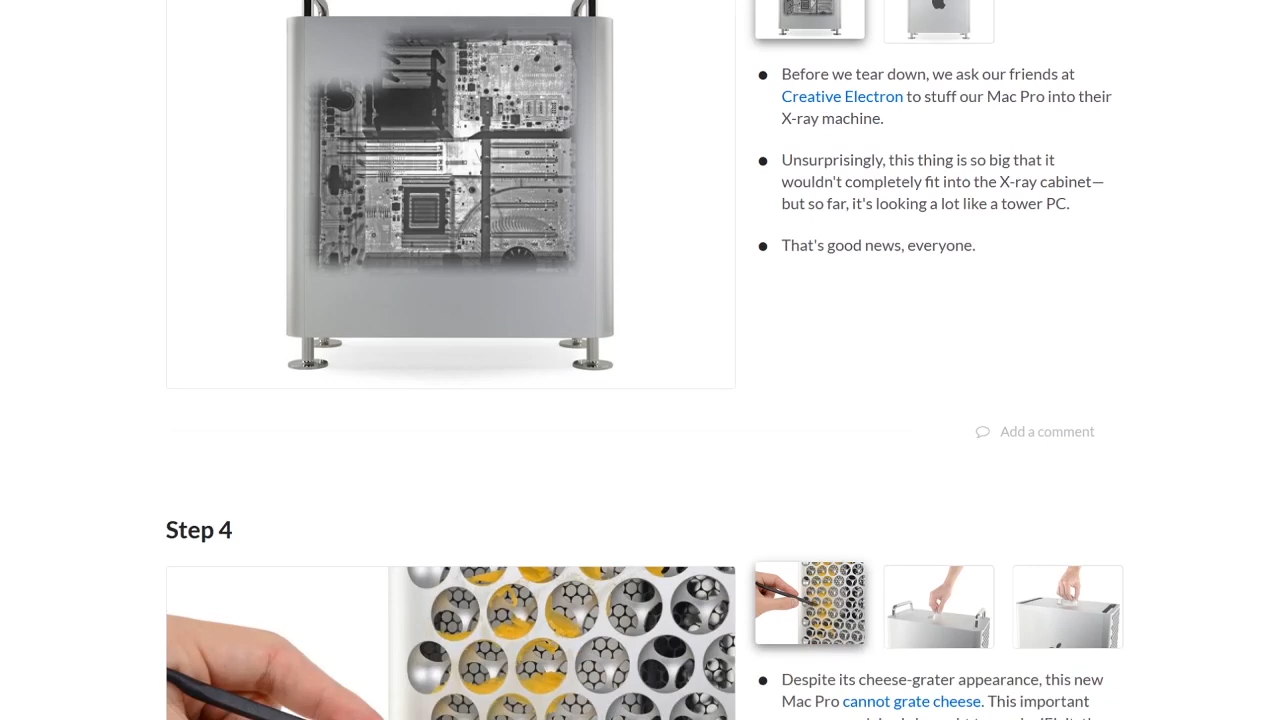 Before we tear down, we ask our friends at
Creative Electron to stuff our Mac Pro into their
X-ray machine.
Unsurprisingly, this thing is so big that it
wouldn't completely fit into the X-ray cabinet—
but so far, it's looking a lot like a tower PC.
That's good news, everyone.
Add a comment
Step 4
Despite its cheese-grater appearance, this new
Mac Pro cannot grate cheese. This important